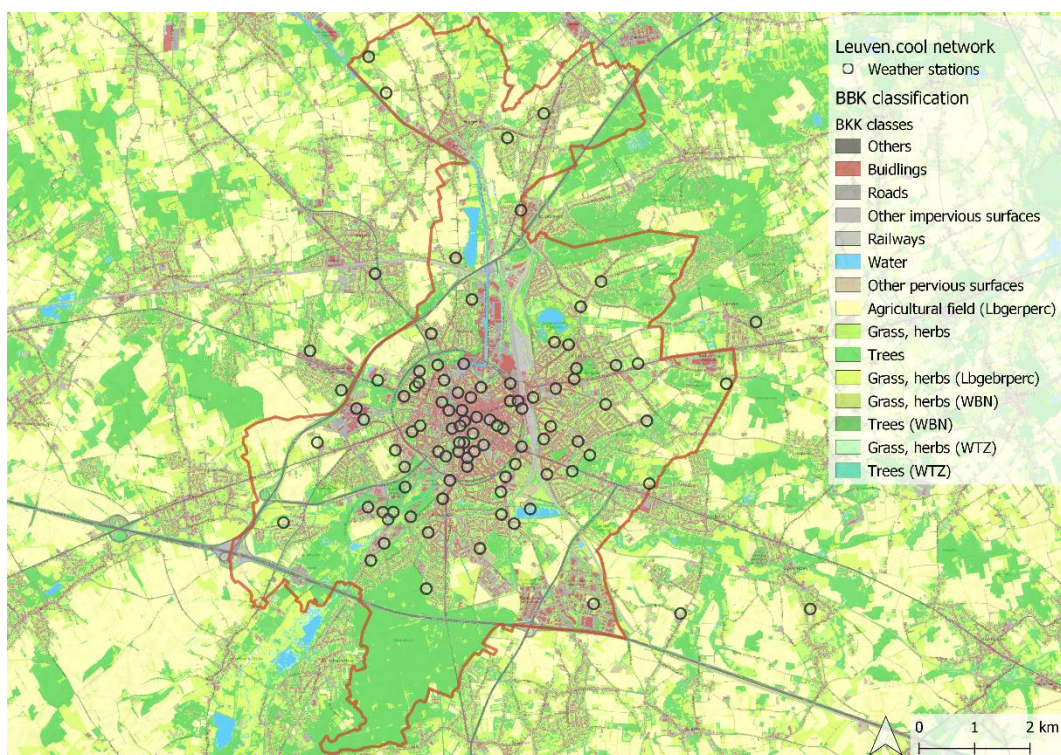 Leuven.cool network
Weather stations
BBK classification
BKK classes
Others
Buidlings
Roads
Other impervious surfaces
Railways
Water
Other pervious surfaces
Agricultural field (Lbgerperc)
Grass, herbs
Trees
Grass, herbs (Lbgebrperc)
Grass, herbs (WBN)
Trees (WBN)
Grass, herbs (WTZ)
Trees (WTZ)
0 1 2 km